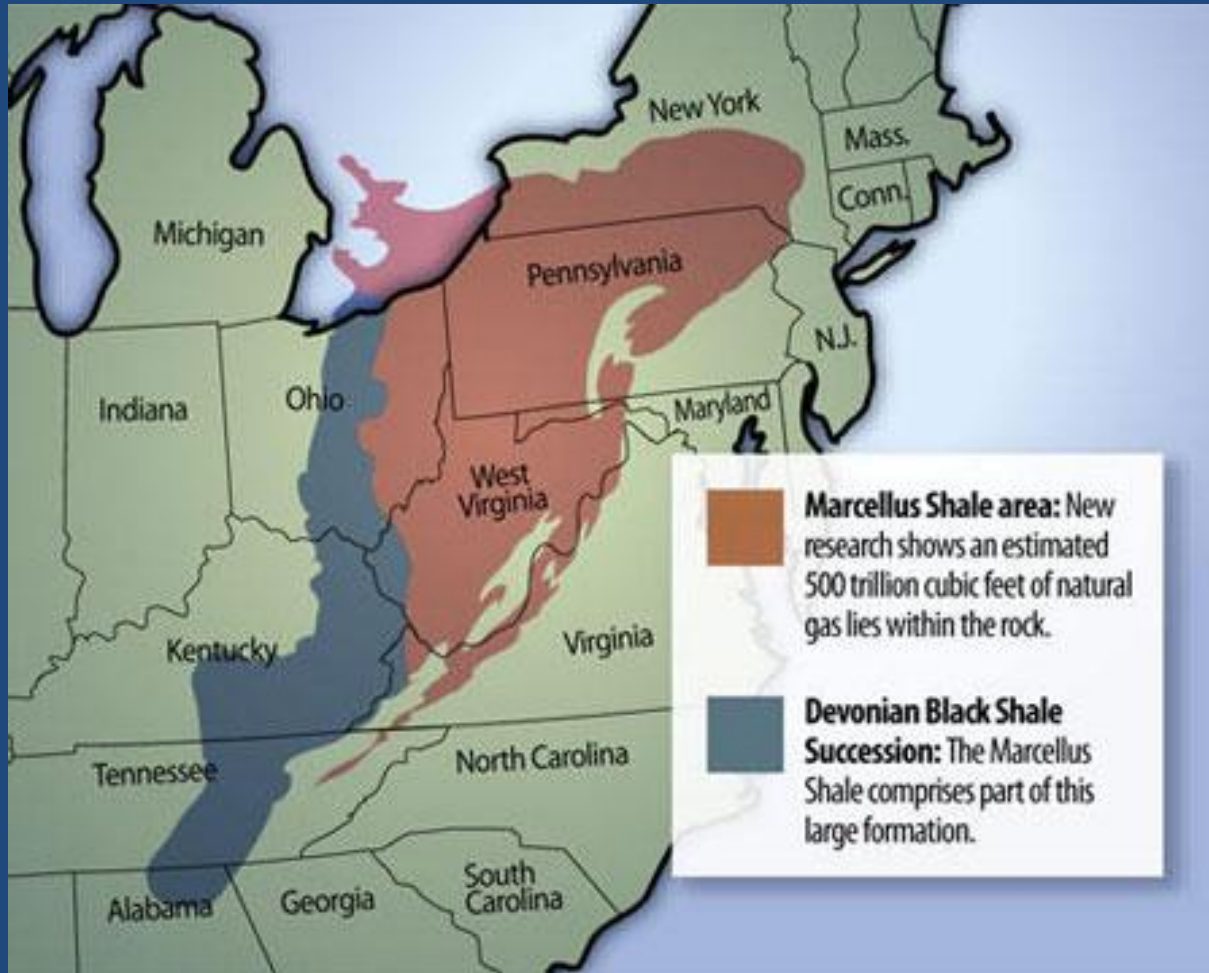 New York
Mass.
Conn.
Michigan
Pennsylvania
N.J.
Ohio
Indiana
Maryland
West
Virginia
Kentucky
Virginia
Tennessee
North Carolina
South
Carolina
Alabama
Georgia
Marcellus Shale area: New
research shows an estimated
500 trillion cubic feet of natural
gas lies within the rock.
Devonian Black Shale
Succession: The Marcellus
Shale comprises part of this
large formation.